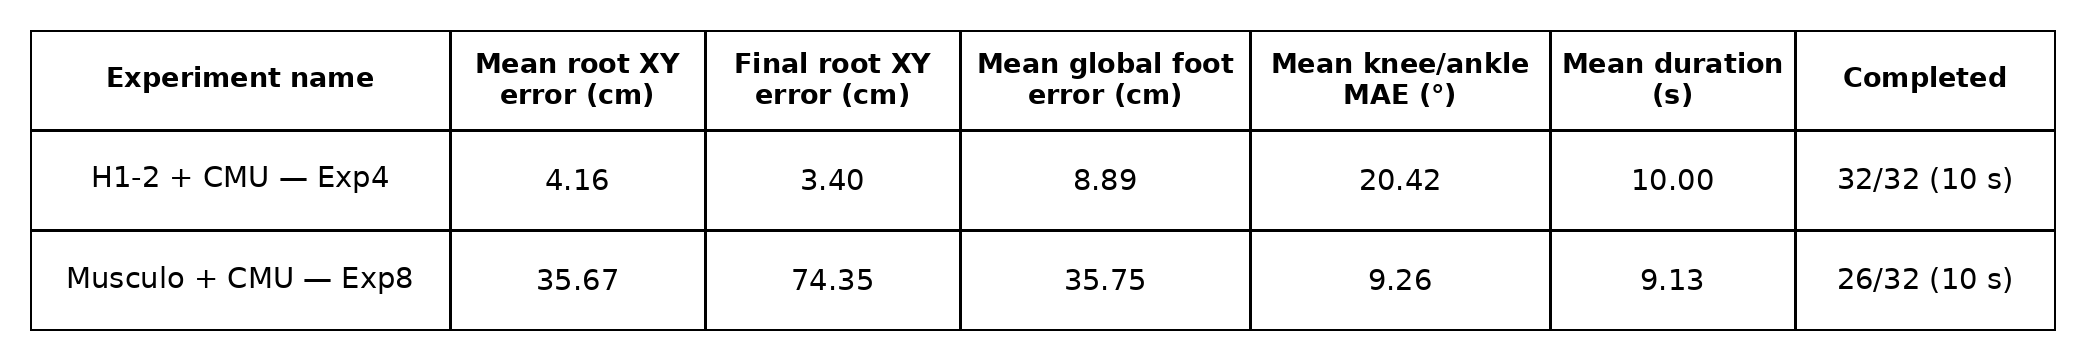 Experiment name
Mean root XY
error (cm)
Final root XY
error (cm)
Mean global foot
error (cm)
Mean knee/ankle
MAE (°)
Mean duration
(s)
Completed
H1-2 + CMU — Exp4
4.16
3.40
8.89
20.42
10.00
32/32 (10 s)
Musculo + CMU — Exp8
35.67
74.35
35.75
9.26
9.13
26/32 (10 s)